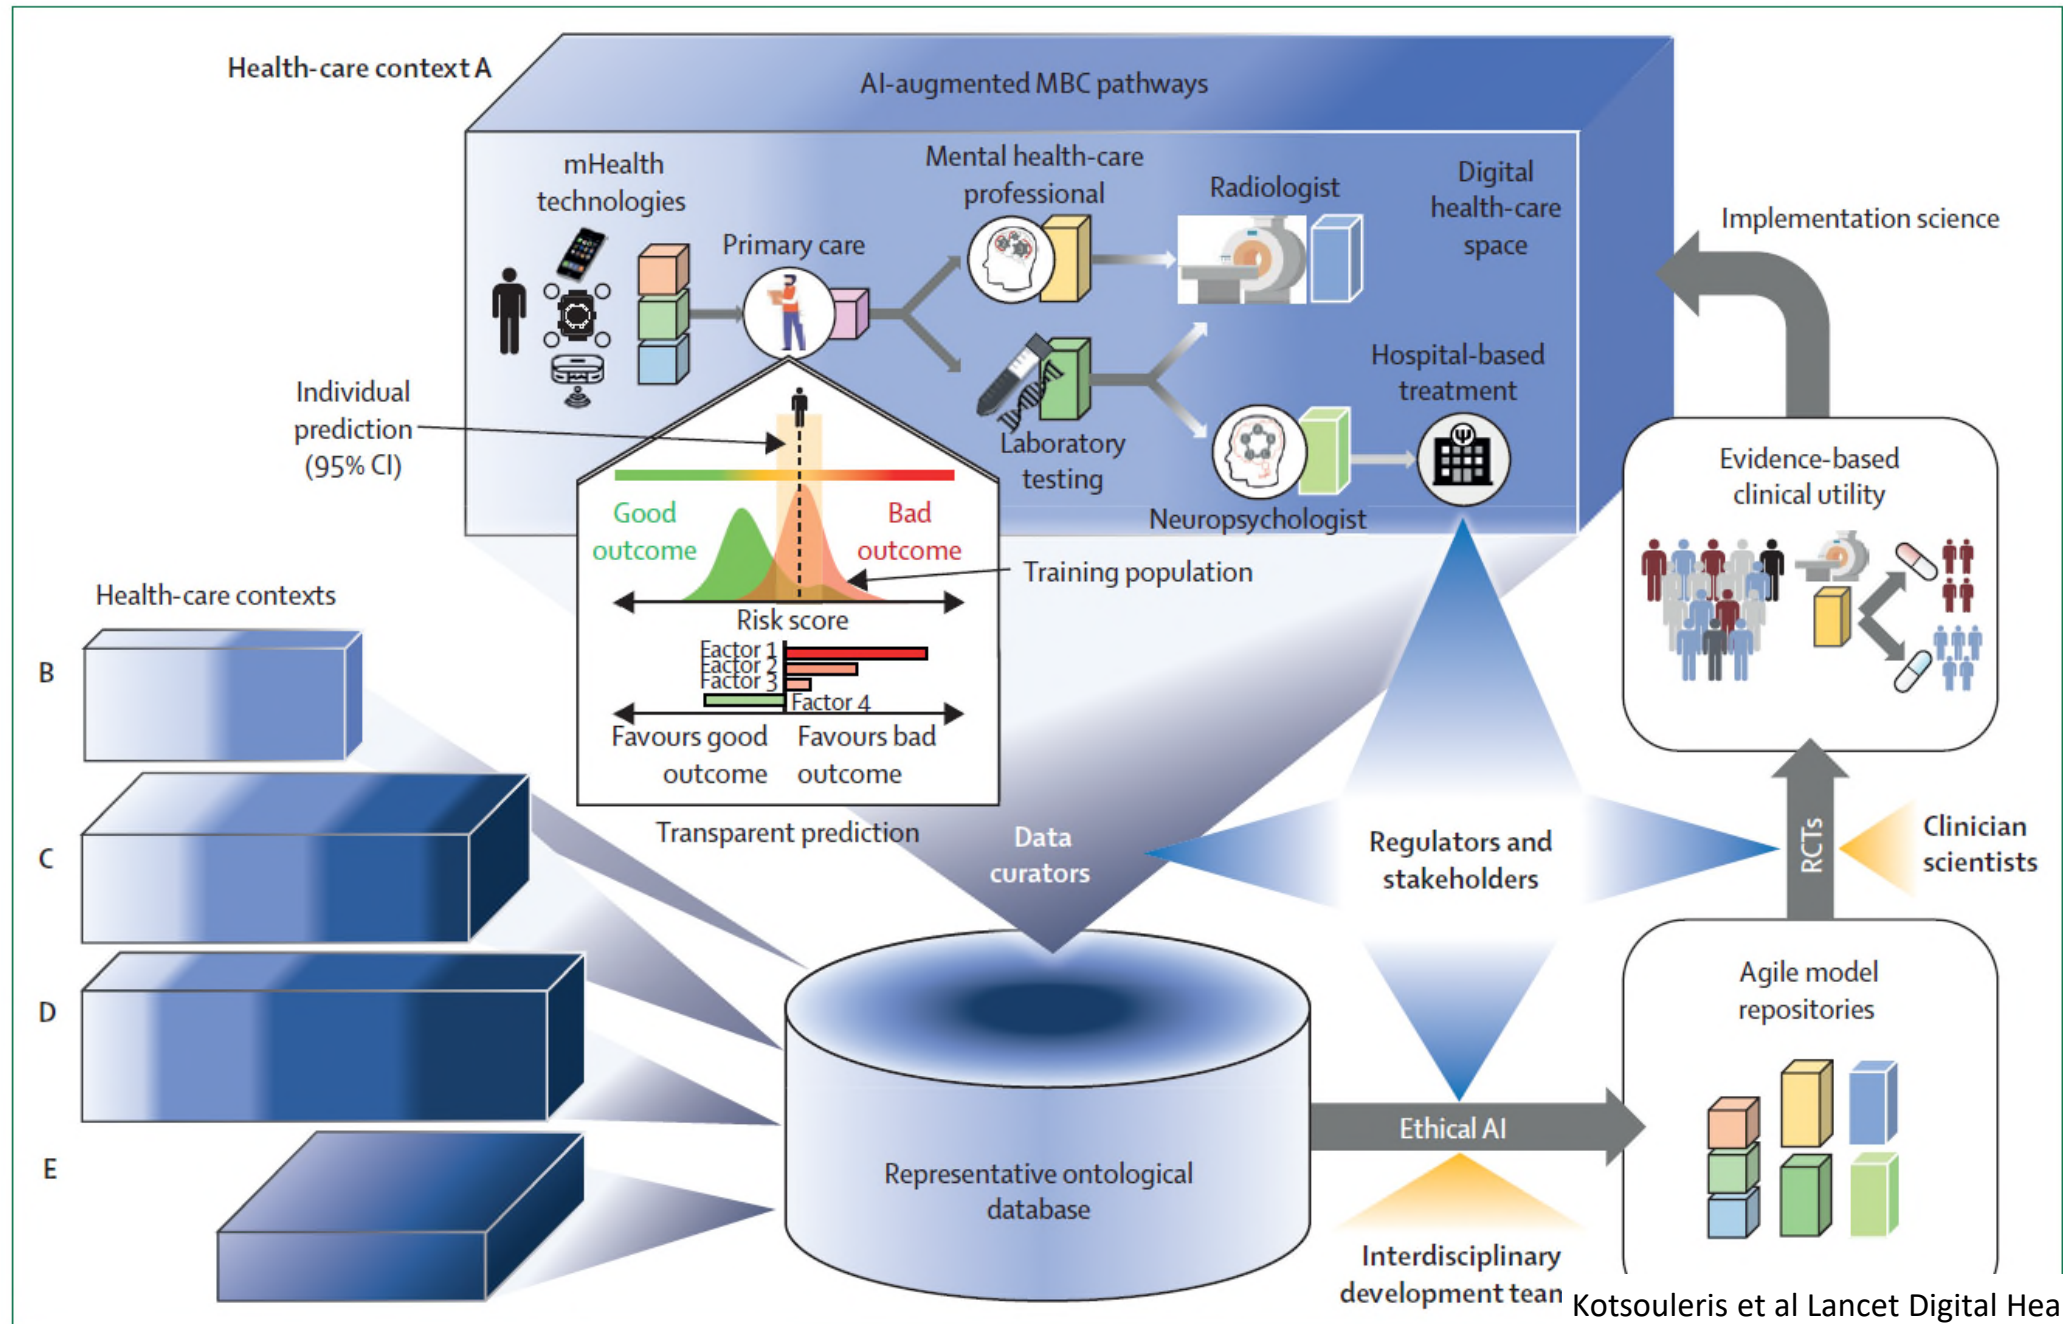 Health-care context A
AI-augmented MBC pathways
mHealth
technologies
Primary care
Mental health-care
professional
Radiologist
Digital
health-care
space
Laboratory
testing
Neuropsychologist
Hospital-based
treatment
Ψ
Implementation science
Individual
prediction
(95% CI)
Good
outcome
Bad
outcome
Training population
Risk score
Factor 1
Factor 2
Factor 3
Factor 4
Favours good
outcome
Favours bad
outcome
Transparent prediction
Health-care contexts
B
C
D
E
Data
curators
Regulators and
stakeholders
Evidence-based
clinical utility
RCTs
Clinician
scientists
Agile model
repositories
Representative ontological
database
Ethical AI
Interdisciplinary
development team
Kotsouleris et al Lancet Digital Hea